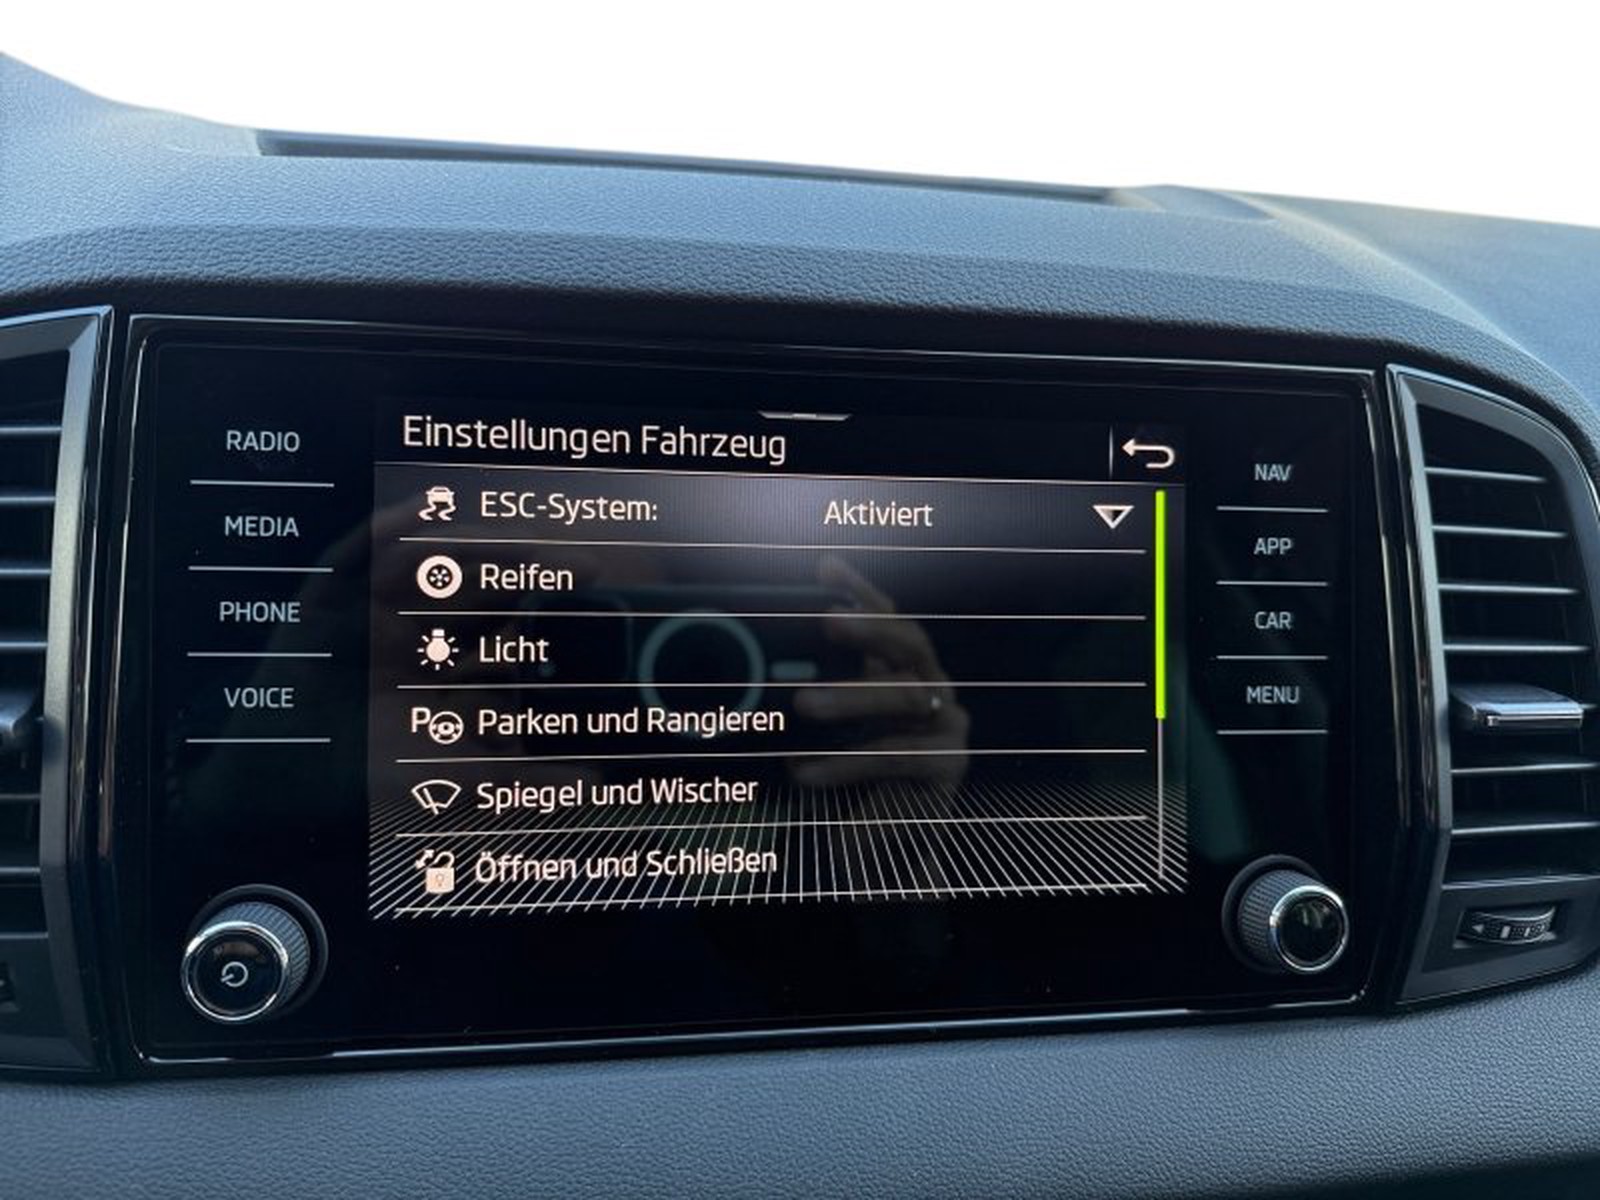 RADIO
MEDIA
PHONE
VOICE
Einstellungen Fahrzeug
ESC-System: Aktiviert
Reifen
Licht
P Parken und Rangieren
Spiegel und Wischer
Öffnen und Schließen
NAV
APP
CAR
MENU